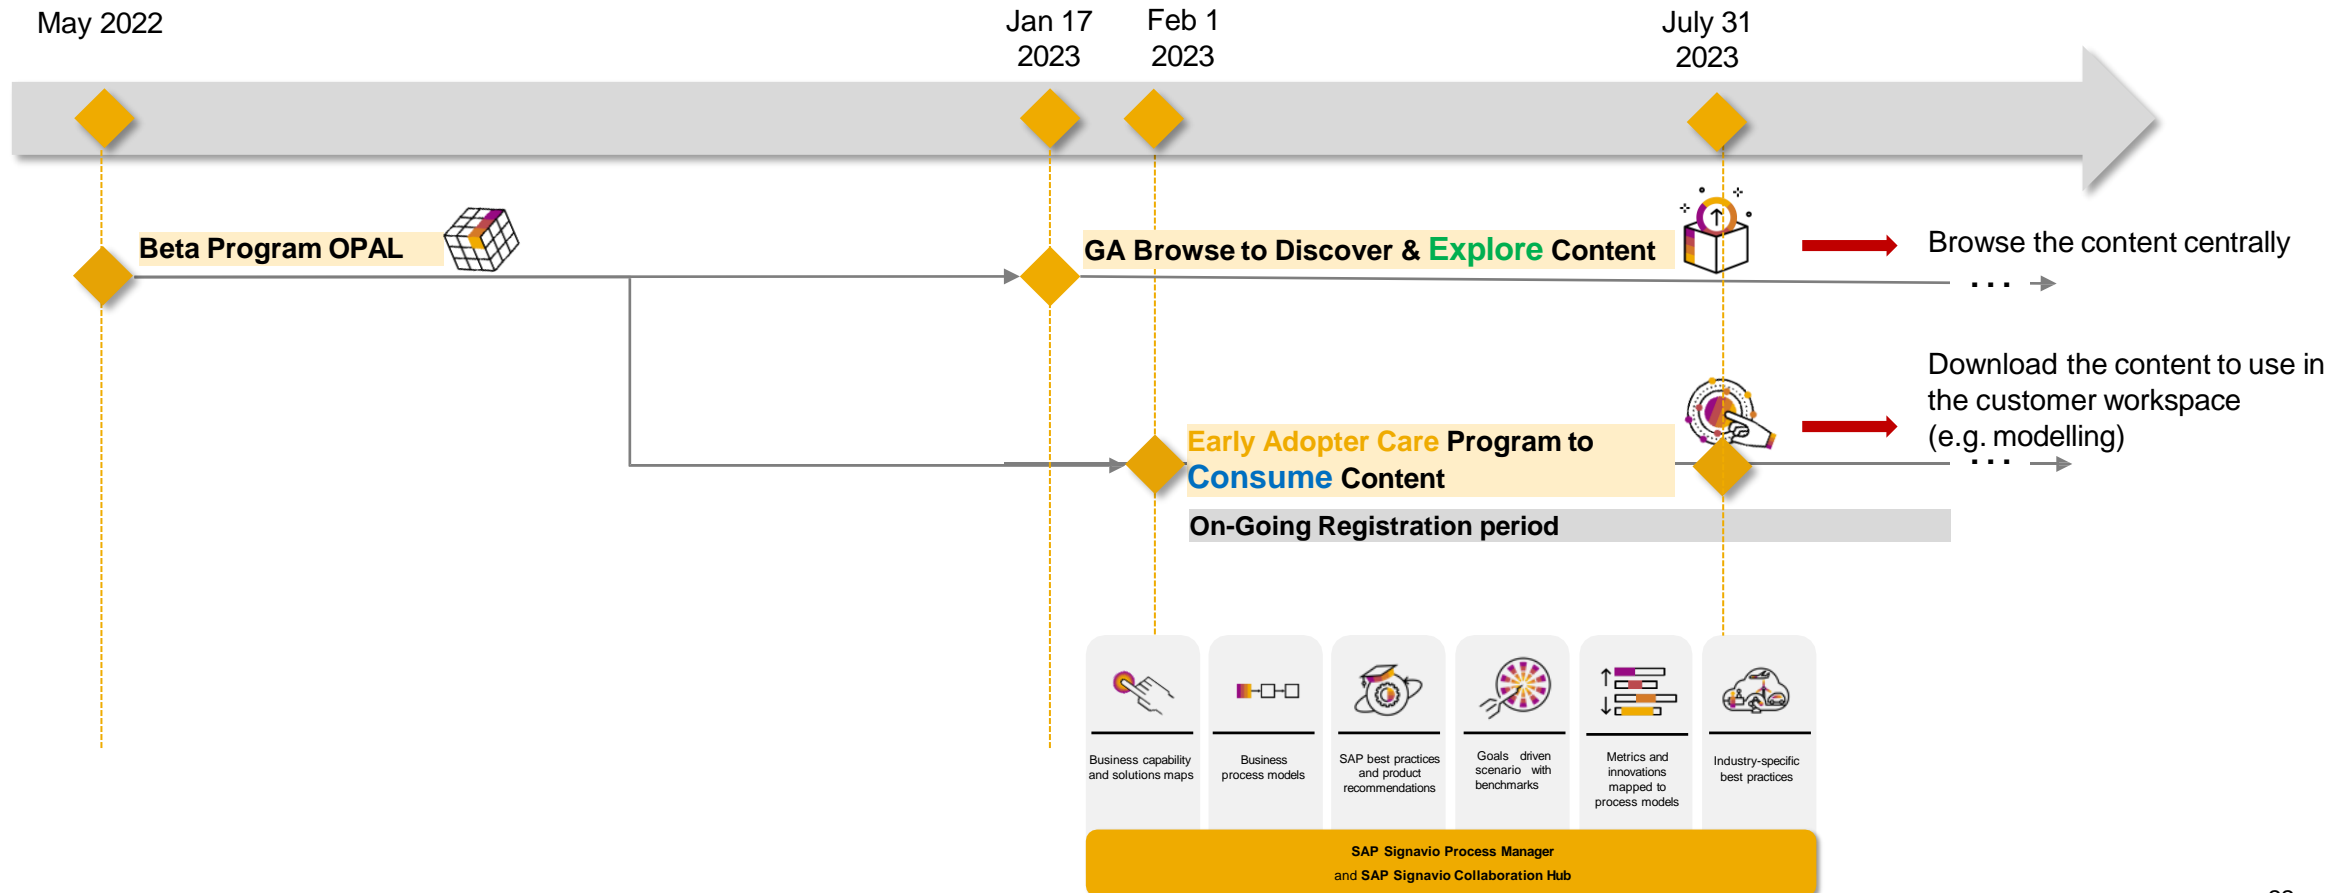 May 2022
Jan 17
2023
Feb 1
2023
July 31
2023
Beta Program OPAL
GA Browse to Discover & Explore Content
Browse the content centrally
. . .
Download the content to use in
the customer workspace
(e.g. modelling)
. . .
Early Adopter Care Program to
Consume Content
On-Going Registration period
Business capability
and solutions maps
Business
process models
SAP best practices
and product
recommendations
Goals driven
scenario with
benchmarks
Metrics and
innovations
mapped to
process models
Industry-specific
best practices
SAP Signavio Process Manager
and SAP Signavio Collaboration Hub